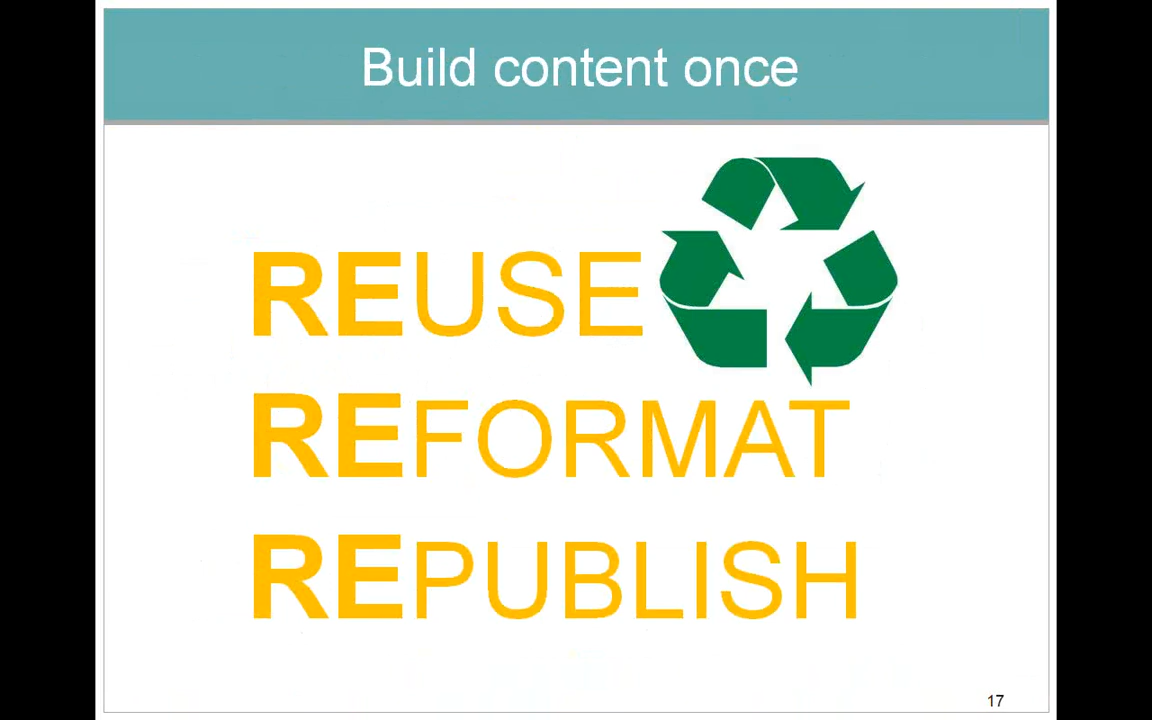 Build content once
REUSE
REFORMAT
REPUBLISH
17